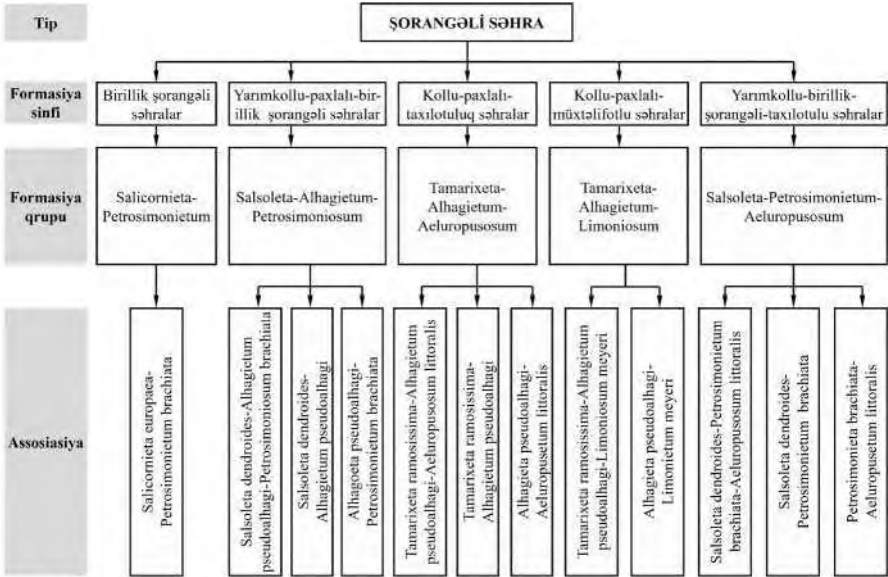 Tip
ŞORANGƏLİ SƏHRA
Formasiya
sinfi
Birillik şorangəli
səhralar
Yarımkollu-paxlalı-bir-
illik şorangəli səhralar
Kollu-paxlalı-
taxılotuluq səhralar
Kollu-paxlalı-
müxtəlifotlu səhralar
Yarımkollu-birillik-
şorangəli-taxılotulu səhralar
Formasiya
qrupu
Salicornieta-
Petrosimonietum
Salsoleta-Alhagietum-
Petrosimoniosum
Tamarixeta-
Alhagietum-
Aeluropusosum
Tamarixeta-
Alhagietum-
Limoniosum
Salsoleta-Petrosimonietum-
Aeluropusosum
Assosiasiya
Salicornieta europaea-
Petrosimonietum brachiata
Salsoleta dendroides-Alhagietum
pseudoalhagi-Petrosimoniosum brachiata
Salsoleta dendroides-
Alhagietum pseudoalhagi
Alhagoeta pseudoalhagi-
Petrosimonietum brachiata
Tamarixeta ramosissima-Alhagietum
pseudoalhagi-Aeluropusosum littoralis
Tamarixeta ramosissima-
Alhagietum pseudoalhagi
Alhagioeta pseudoalhagi-
Aeluropusetum littoralis
Tamarixeta ramosissima-Alhagietum
pseudoalhagi-Limoniosum meyeri
Alhagieta pseudoalhagi-
Limonietum meyeri
Salsoleta dendroides-Petrosimonietum
brachiata-Aeluropusosum littoralis
Salsoleta dendroides-
Petrosimonietum brachiata
Petrosimonieta brachiata-
Aeluropusetum littoralis